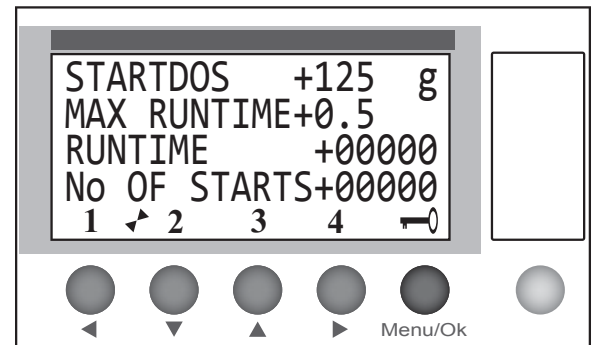 STARTDOS +125 g
MAX RUNTIME+0.5
RUNTIME +00000
No OF STARTS+00000
1 2 3 4
Menu/Ok